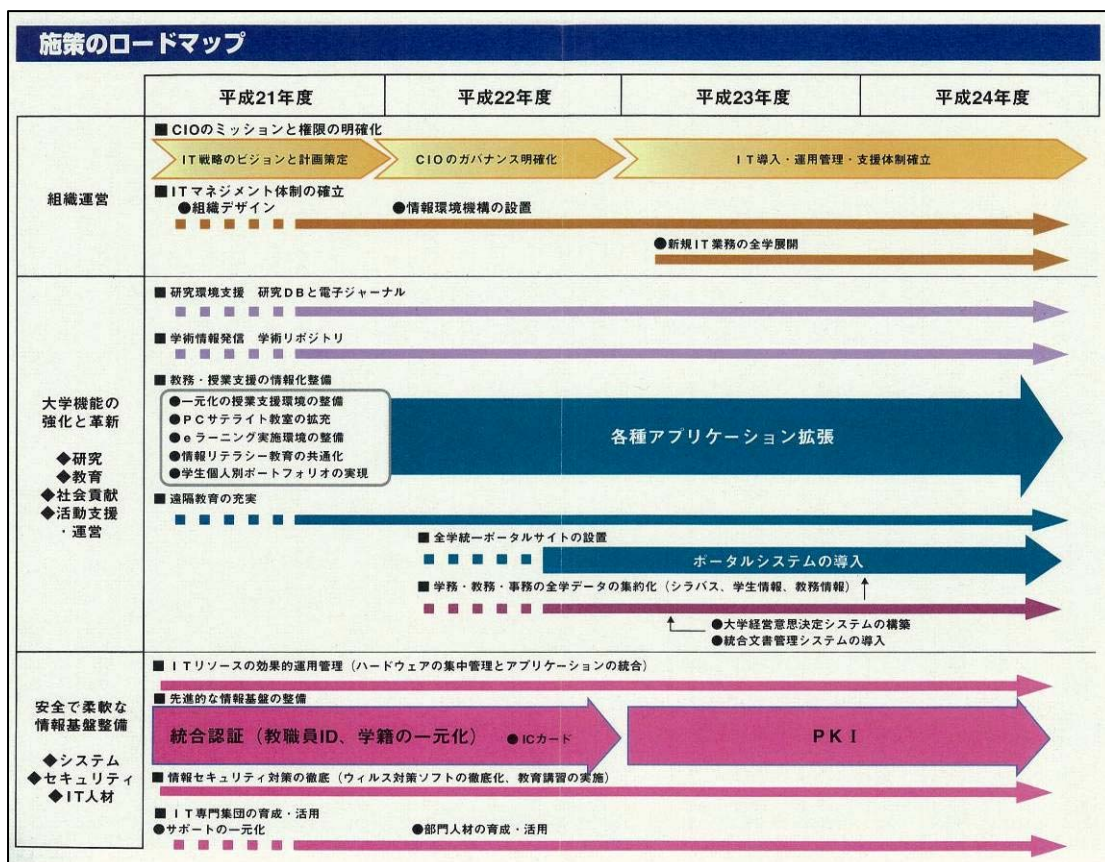 施策のロードマップ
平成21年度
平成22年度
平成23年度
平成24年度
組織運営
■CIOのミッションと権限の明確化
IT戦略のビジョンと計画策定
CIOのガバナンス明確化
IT導入・運用管理・支援体制確立
■ITマネジメント体制の確立
●組織デザイン
●情報環境機構の設置
●新規IT業務の全学展開
大学機能の
強化と革新
◆研究
◆教育
◆社会貢献
◆活動支援
・運営
■研究環境支援 研究DBと電子ジャーナル
■学術情報発信 学術リポジトリ
■教務・授業支援の情報化整備
●一元化の授業支援環境の整備
●PCサテライト教室の拡充
●eラーニング実施環境の整備
●情報リテラシー教育の共通化
●学生個人別ポートフォリオの実現
各種アプリケーション拡張
■遠隔教育の充実
■全学統一ポータルサイトの設置
ポータルシステムの導入
■学務・教務・事務の全学データの集約化(シラバス、学生情報、教務情報)
●大学経営意思決定システムの構築
●統合文書管理システムの導入
安全で柔軟な
情報基盤整備
◆システム
◆セキュリティ
◆IT人材
■ITリソースの効果的運用管理(ハードウェアの集中管理とアプリケーションの統合)
■先進的な情報基盤の整備
統合認証(教職員ID、学籍の一元化)
●ICカード
PKI
■情報セキュリティ対策の徹底(ウィルス対策ソフトの徹底化、教育講習の実施)
■IT専門集団の育成・活用
●サポートの一元化
●部門人材の育成・活用